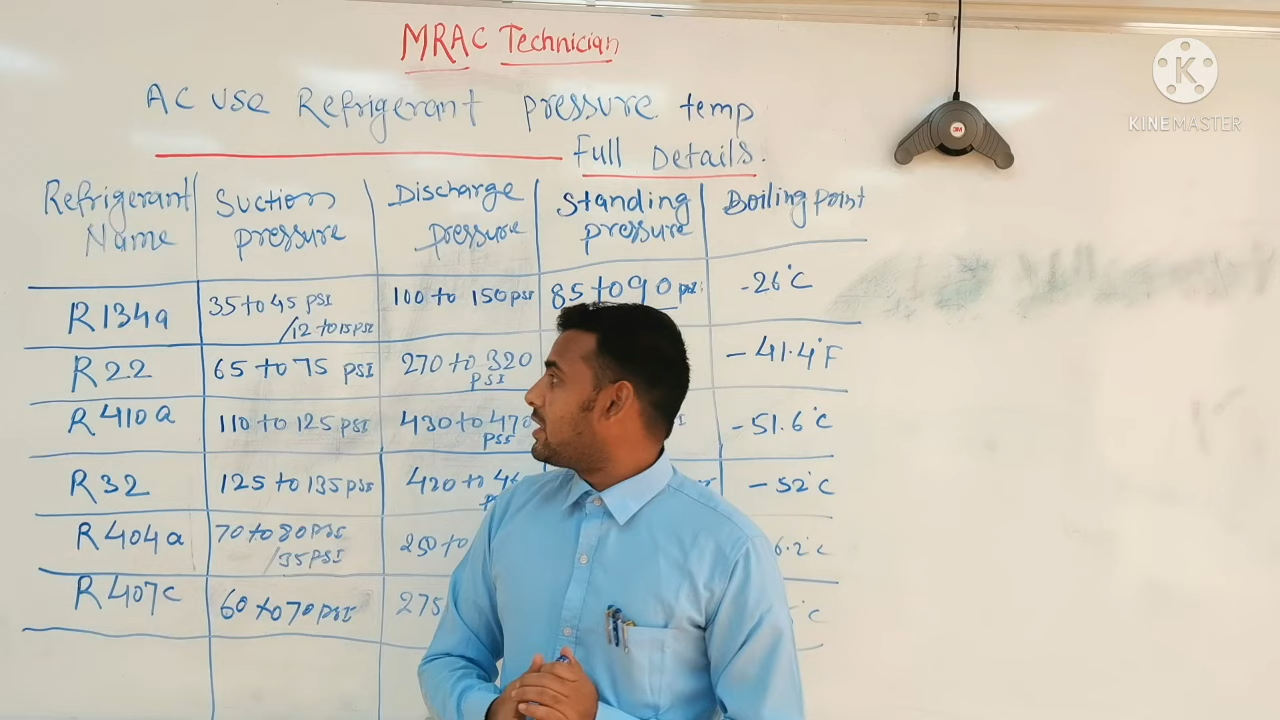 MRAC Technician
AC USE Refrigerant pressure temp
Full Details.
Refrigerant Name
Suction pressure
Discharge pressure
Standing pressure
Boiling point
R134a
35 to 45 PSI
/12 to 15 PSI
100 to 150 PSI
85 to 90 PSI
-26°C
R22
65 to 75 PSI
270 to 320
PSI
-41.4°F
R410a
110 to 125 PSI
430 to 470
PSI
-51.6°C
R32
125 to 135 PSI
420 to
-52°C
R404a
70 to 80 PSI
/35 PSI
250 to
6.2°C
R407C
60 to 70 PSI
275
°C
3M
K
KINEMASTER